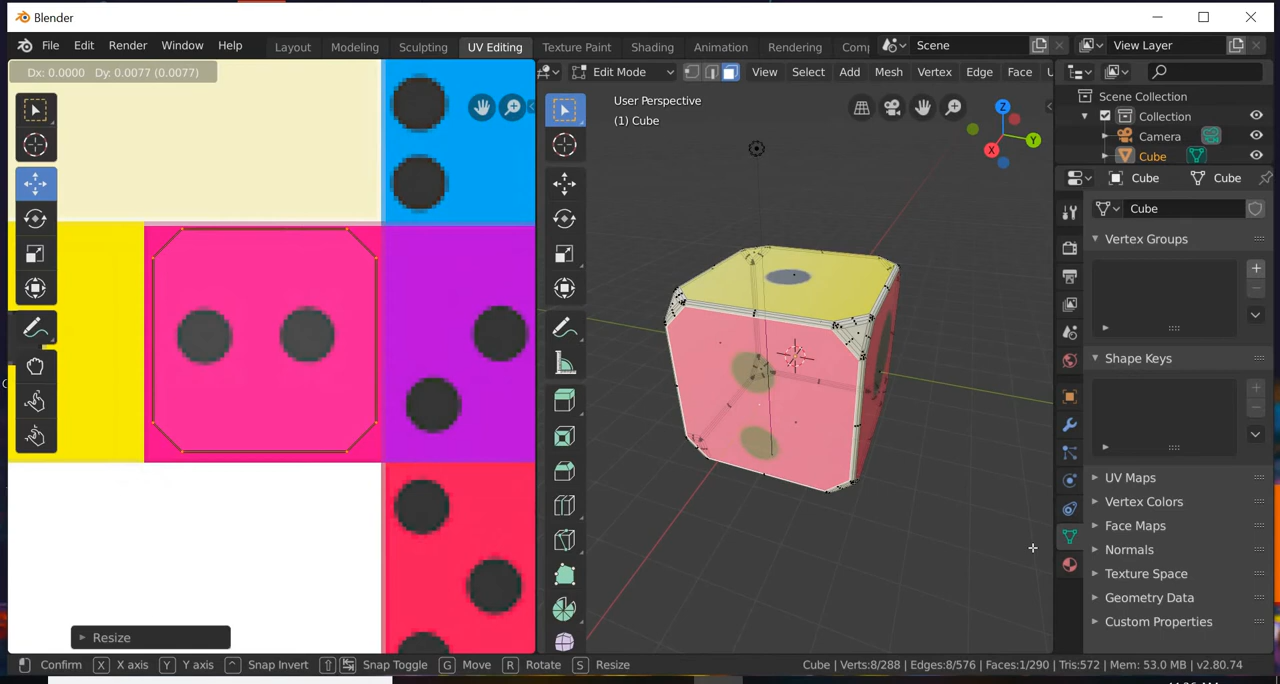 Blender
File Edit Render Window Help Layout Modeling Sculpting UV Editing Texture Paint Shading Animation Rendering Comp Scene View Layer
Dx: 0.0000 Dy: 0.0077 (0.0077)
Edit Mode View Select Add Mesh Vertex Edge Face U
User Perspective
(1) Cube
Z
Y
X
Scene Collection
Collection
Camera
Cube
Cube Cube
Cube
Vertex Groups
Shape Keys
UV Maps
Vertex Colors
Face Maps
Normals
Texture Space
Geometry Data
Custom Properties
Resize
Confirm X X axis Y Y axis ^ Snap Invert Snap Toggle G Move R Rotate S Resize Cube | Verts:8/288 | Edges:8/576 | Faces:1/290 | Tris:572 | Mem: 53.0 MB | v2.80.74